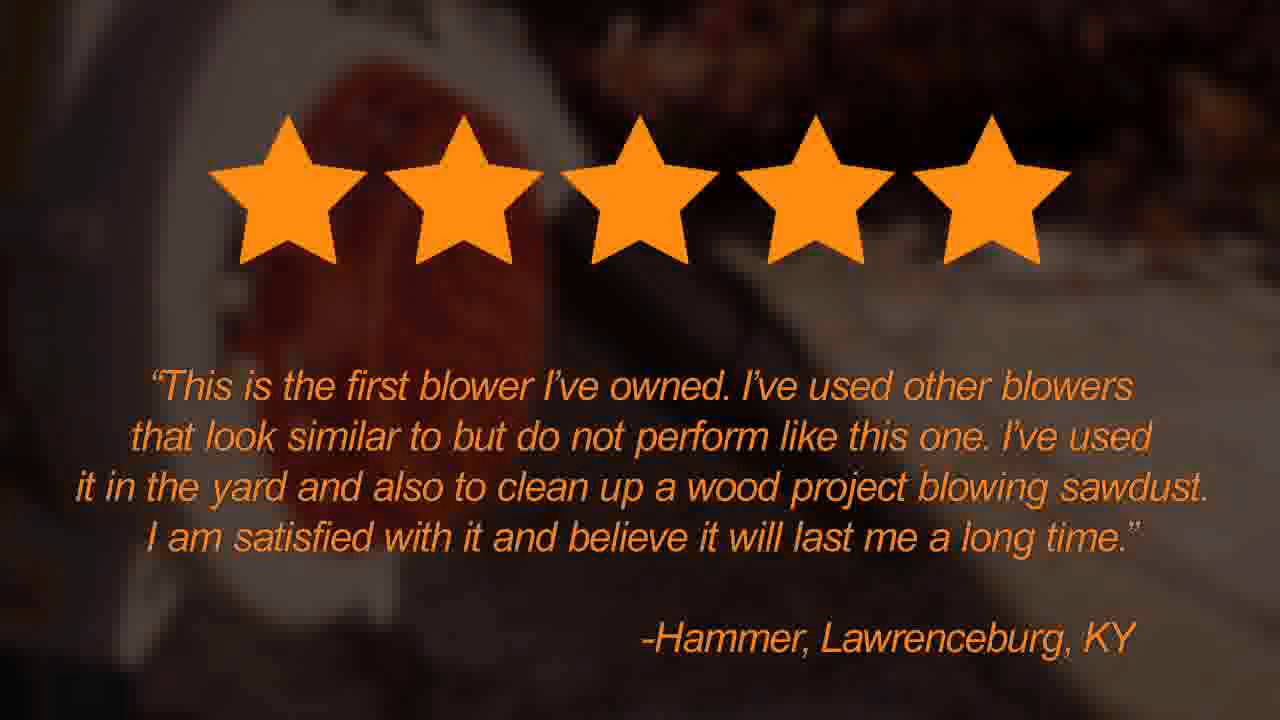 “This is the first blower I’ve owned. I’ve used other blowers
that look similar to but do not perform like this one. I’ve used
it in the yard and also to clean up a wood project blowing sawdust.
I am satisfied with it and believe it will last me a long time.”
-Hammer, Lawrenceburg, KY